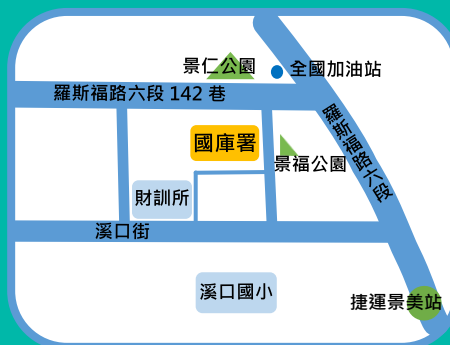 景仁公園
全國加油站
羅斯福路六段 142 巷
羅斯福路六段
國庫署
景福公園
財訓所
溪口街
溪口國小
捷運景美站